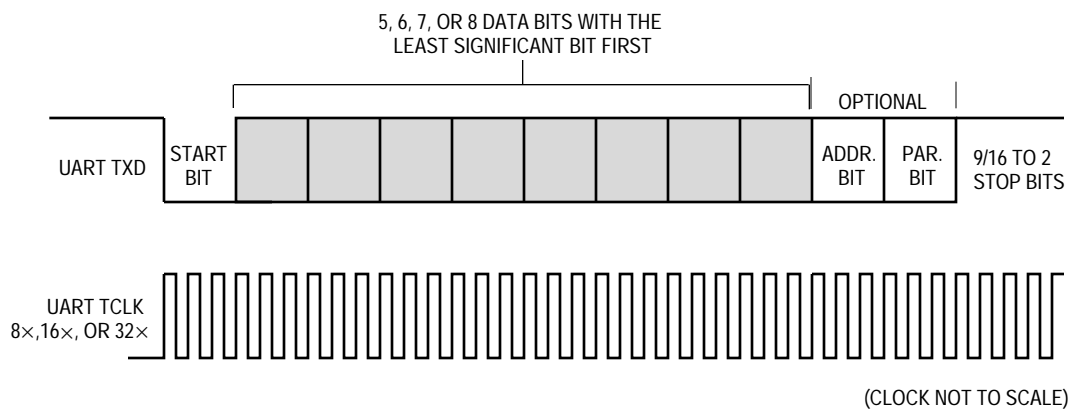 5, 6, 7, OR 8 DATA BITS WITH THE
LEAST SIGNIFICANT BIT FIRST
OPTIONAL
UART TXD
START
BIT
ADDR.
BIT
PAR.
BIT
9/16 TO 2
STOP BITS
UART TCLK
8×,16×, OR 32×
(CLOCK NOT TO SCALE)